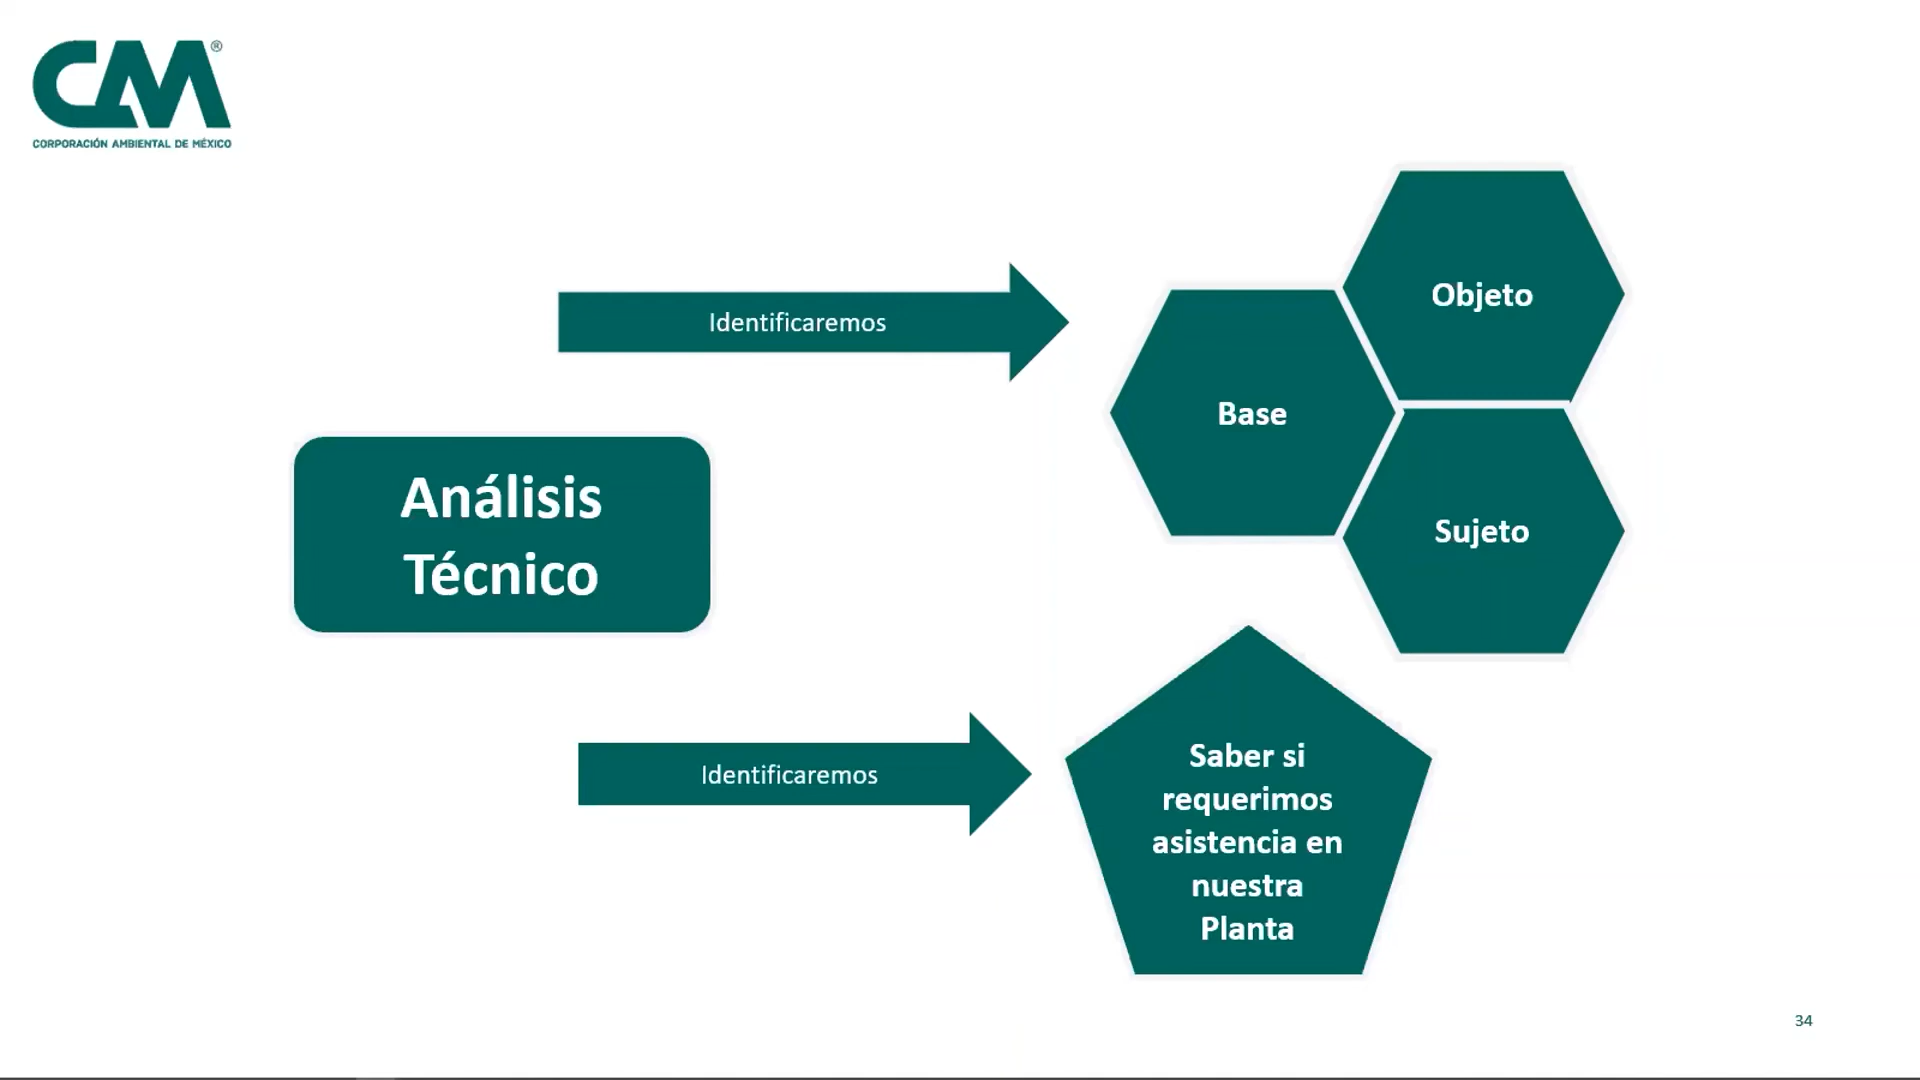 CAM®
CORPORACIÓN AMBIENTAL DE MÉXICO
Identificaremos
Objeto
Base
Sujeto
Análisis
Técnico
Identificaremos
Saber si
requerimos
asistencia en
nuestra
Planta
34